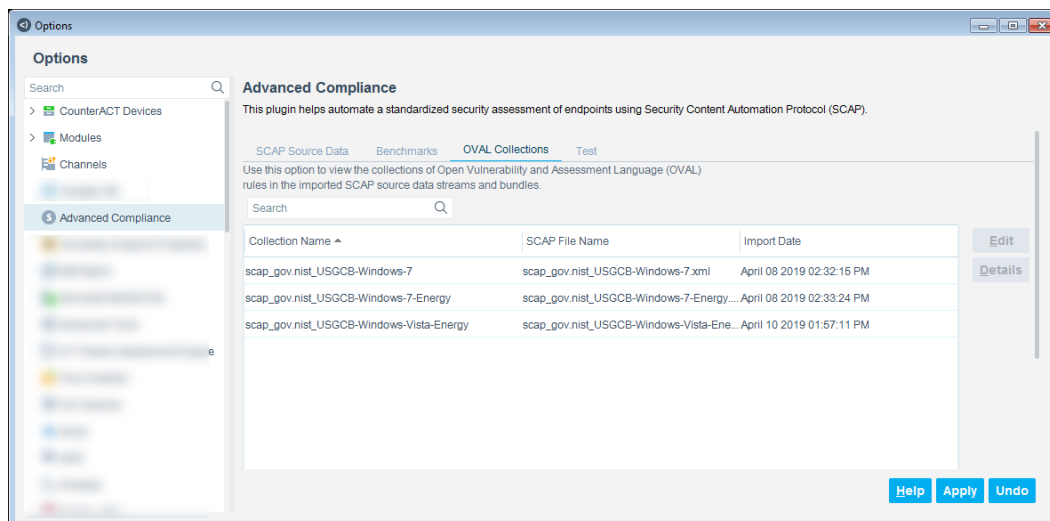 Options
Options
Search
CounterACT Devices
Modules
Channels
Advanced Compliance
e
Advanced Compliance
This plugin helps automate a standardized security assessment of endpoints using Security Content Automation Protocol (SCAP).
SCAP Source Data Benchmarks OVAL Collections Test
Use this option to view the collections of Open Vulnerability and Assessment Language (OVAL)
rules in the imported SCAP source data streams and bundles.
Search
Collection Name SCAP File Name Import Date
scap_gov.nist_USGCB-Windows-7 scap_gov.nist_USGCB-Windows-7.xml April 08 2019 02:32:15 PM
scap_gov.nist_USGCB-Windows-7-Energy scap_gov.nist_USGCB-Windows-7-Energy.... April 08 2019 02:33:24 PM
scap_gov.nist_USGCB-Windows-Vista-Energy scap_gov.nist_USGCB-Windows-Vista-Ene... April 10 2019 01:57:11 PM
Edit
Details
Help Apply Undo